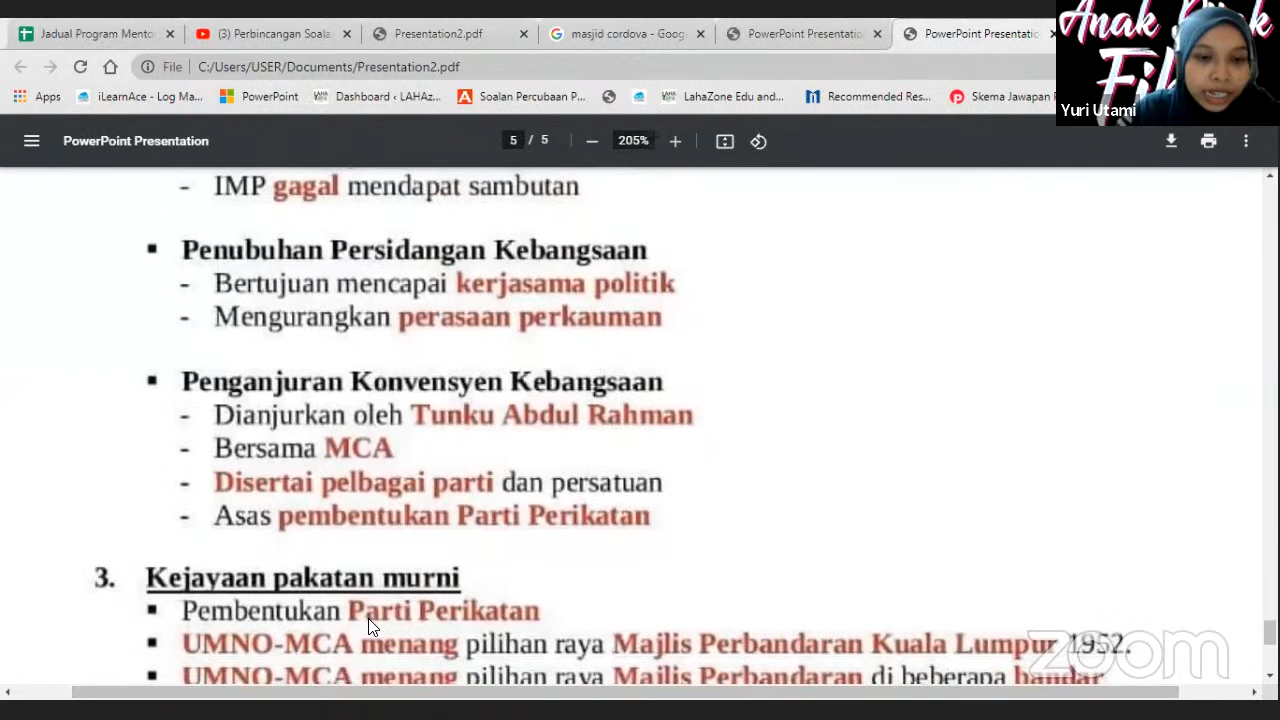 Jadual Program Mento
(3) Perbincangan Soala
Presentation2.pdf
masjid cordova - Goog
PowerPoint Presentatio
PowerPoint Presentatio
Anak
File C:/Users/USER/Documents/Presentation2.pdf
Apps iLearnAce - Log Ma... PowerPoint Dashboard ‹ LAHAz... Soalan Percubaan P... LahaZone Edu and... Recommended Res... Skema Jawapan
Yuri Utami
PowerPoint Presentation 5 / 5 205%
- IMP gagal mendapat sambutan
▪ Penubuhan Persidangan Kebangsaan
- Bertujuan mencapai kerjasama politik
- Mengurangkan perasaan perkauman
▪ Penganjuran Konvensyen Kebangsaan
- Dianjurkan oleh Tunku Abdul Rahman
- Bersama MCA
- Disertai pelbagai parti dan persatuan
- Asas pembentukan Parti Perikatan
3. Kejayaan pakatan murni
▪ Pembentukan Parti Perikatan
▪ UMNO-MCA menang pilihan raya Majlis Perbandaran Kuala Lumpur 1952.
▪ UMNO-MCA menang pilihan raya Majlis Perbandaran di beberapa bandar
zoom